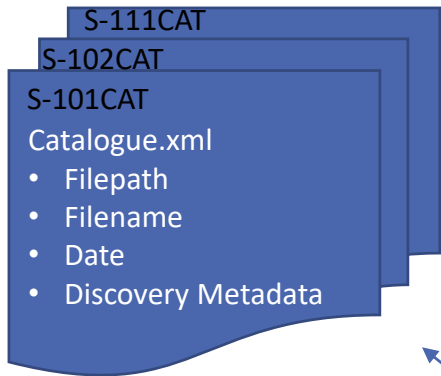 S-111CAT
S-102CAT
S-101CAT
Catalogue.xml
• Filepath
• Filename
• Date
• Discovery Metadata